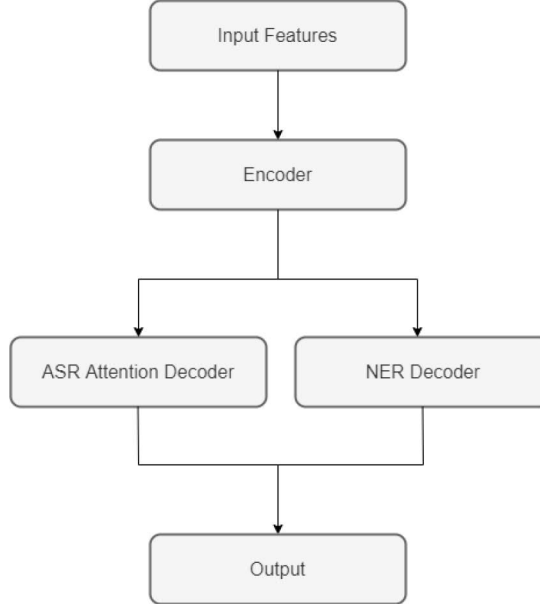 Input Features
Encoder
ASR Attention Decoder
NER Decoder
Output